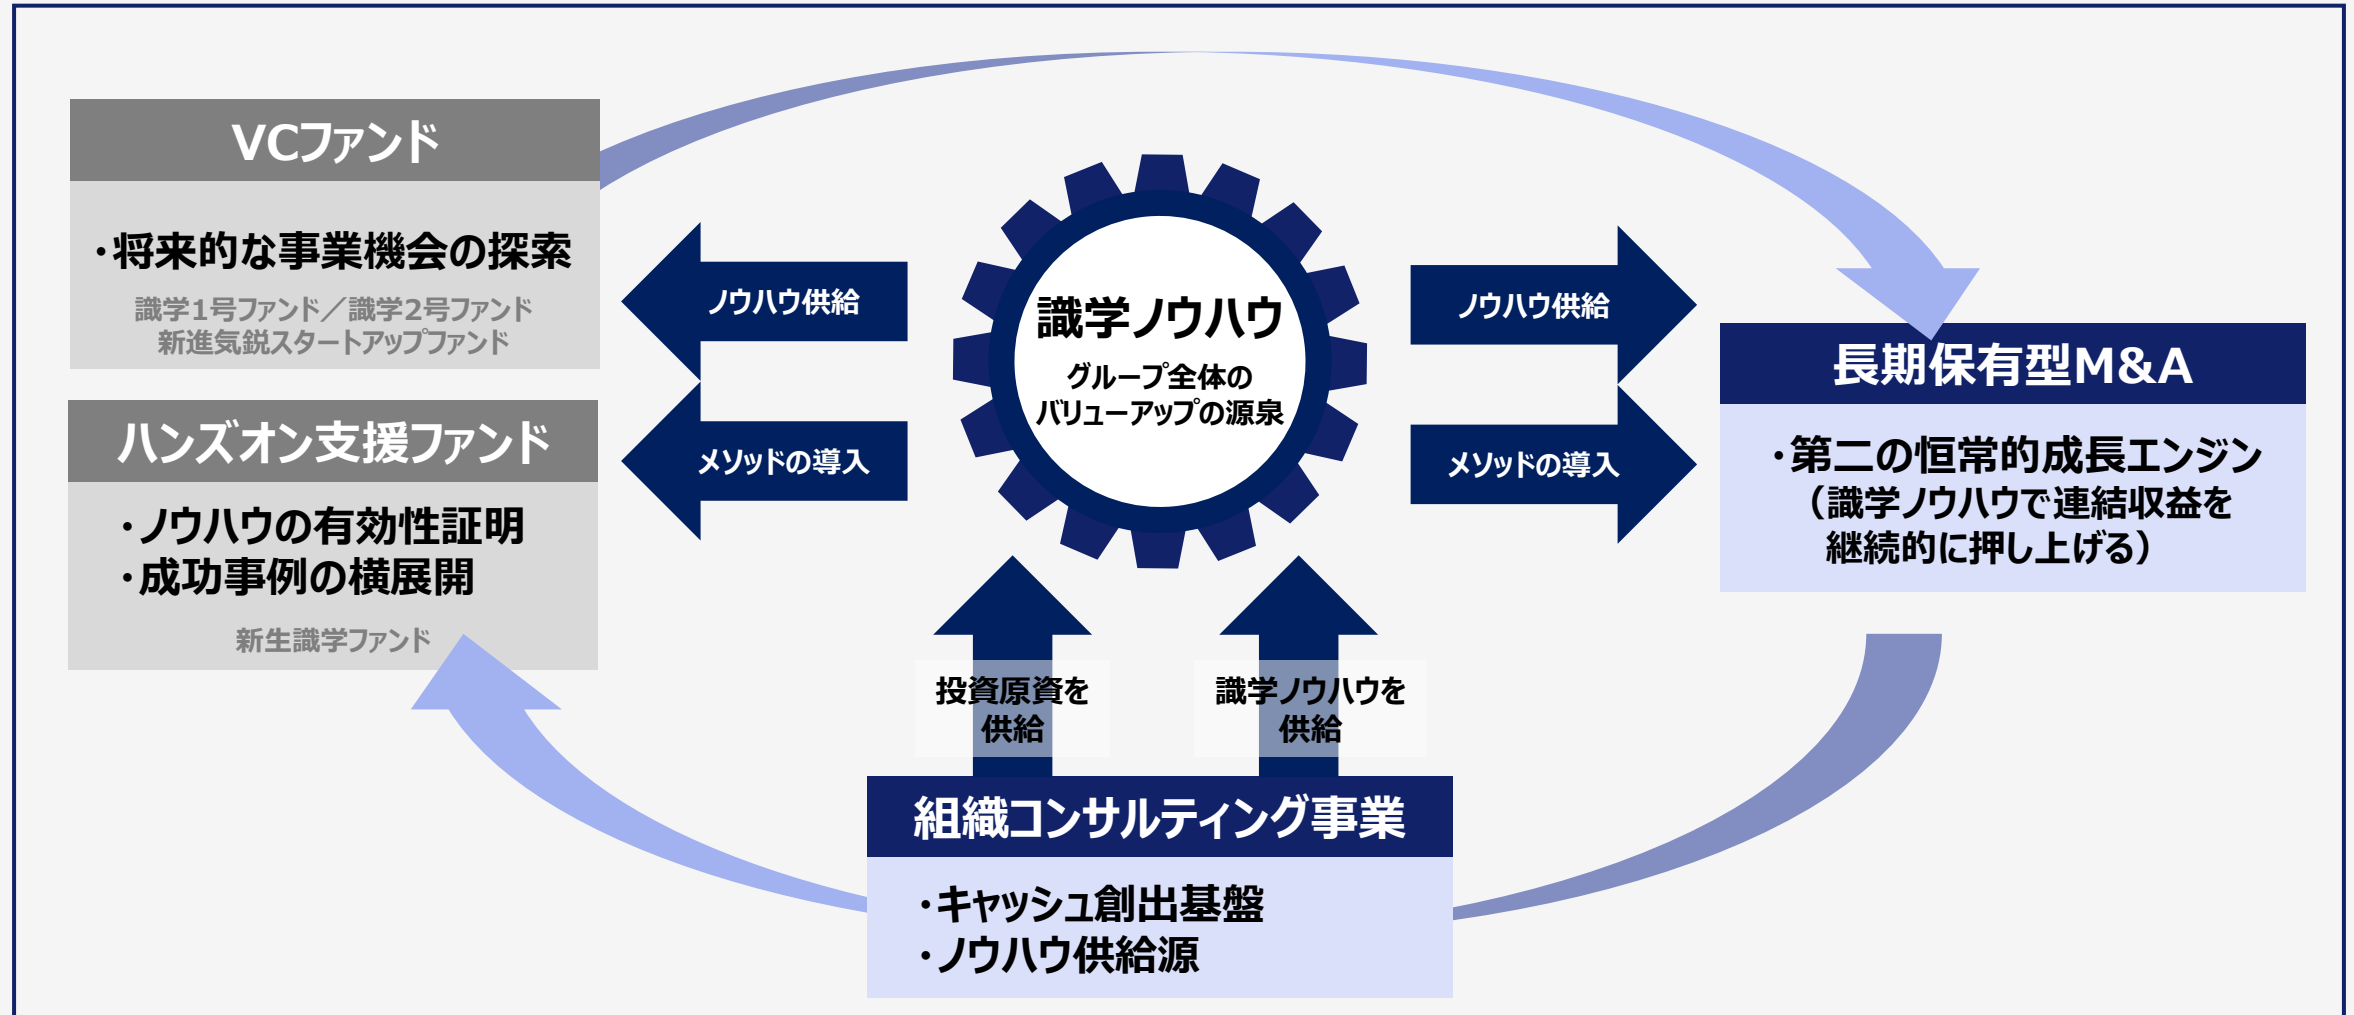 VCファンド
・将来的な事業機会の探索
識学1号ファンド／識学2号ファンド
新進気鋭スタートアップファンド
ハンズオン支援ファンド
・ノウハウの有効性証明
・成功事例の横展開
新生識学ファンド
ノウハウ供給
メソッドの導入
識学ノウハウ
グループ全体の
バリューアップの源泉
ノウハウ供給
メソッドの導入
長期保有型M&A
・第二の恒常的成長エンジン
（識学ノウハウで連結収益を
継続的に押し上げる）
投資原資を
供給
識学ノウハウを
供給
組織コンサルティング事業
・キャッシュ創出基盤
・ノウハウ供給源